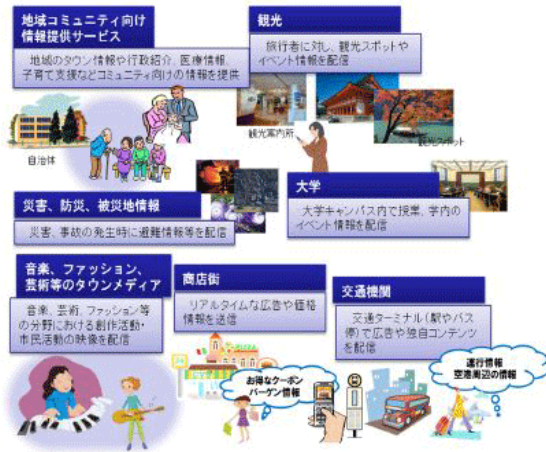 地域コミュニティ向け
情報提供サービス
地域のタウン情報や行政紹介、医療情報、
子育て支援などコミュニティ向けの情報を提供
自治体
観光
旅行者に対し、観光スポットや
イベント情報を配信
観光案内所
観光スポット
災害、防災、被災地情報
災害、事故の発生時に避難情報等を配信
大学
大学キャンパス内で授業、学内の
イベント情報を配信
音楽、ファッション、
芸術等のタウンメディア
音楽、芸術、ファッション等
の分野における創作活動・
市民活動の映像を配信
商店街
リアルタイムな広告や価格
情報を送信
お得なクーポン
バーゲン情報
交通機関
交通ターミナル(駅やバス
停)で広告や独自コンテンツ
を配信
運行情報
空港周辺の情報